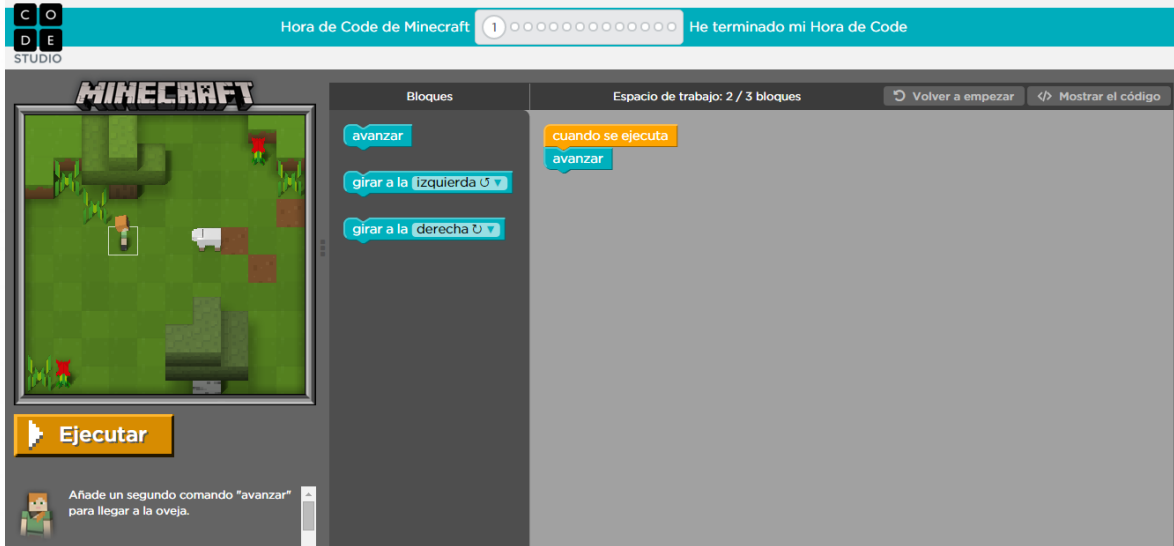 C O
D E
STUDIO
Hora de Code de Minecraft
1
He terminado mi Hora de Code
MINECRAFT
Bloques
Espacio de trabajo: 2 / 3 bloques
Volver a empezar
</> Mostrar el código
avanzar
girar a la izquierda ↺ ▼
girar a la derecha ↻ ▼
cuando se ejecuta
avanzar
Ejecutar
Añade un segundo comando "avanzar"
para llegar a la oveja.